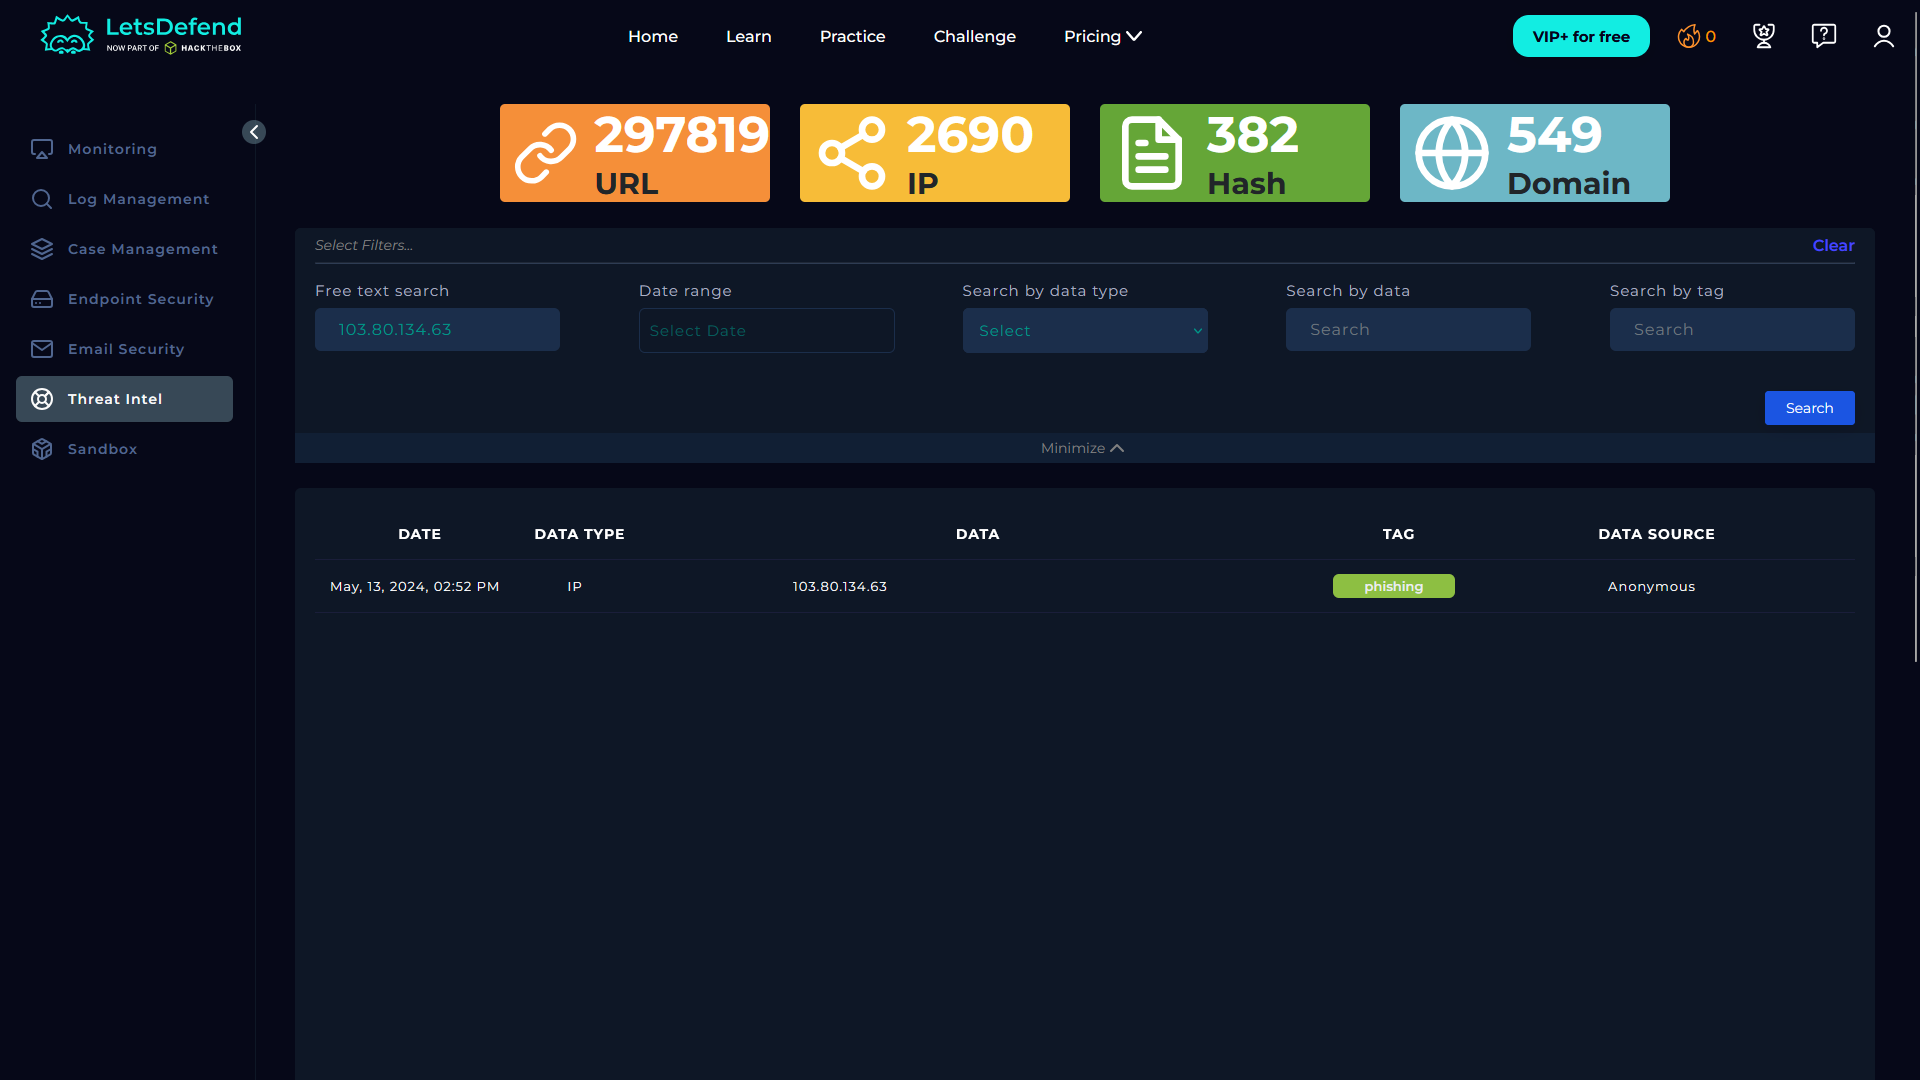 LetsDefend
NOW PART OF HACKTHEBOX
Home
Learn
Practice
Challenge
Pricing
VIP+ for free
0
Monitoring
Log Management
Case Management
Endpoint Security
Email Security
Threat Intel
Sandbox
297819
URL
2690
IP
382
Hash
549
Domain
Select Filters...
Clear
Free text search
Date range
Search by data type
Search by data
Search by tag
103.80.134.63
Select Date
Select
Search
Search
Search
Minimize
DATE
DATA TYPE
DATA
TAG
DATA SOURCE
May, 13, 2024, 02:52 PM
IP
103.80.134.63
phishing
Anonymous